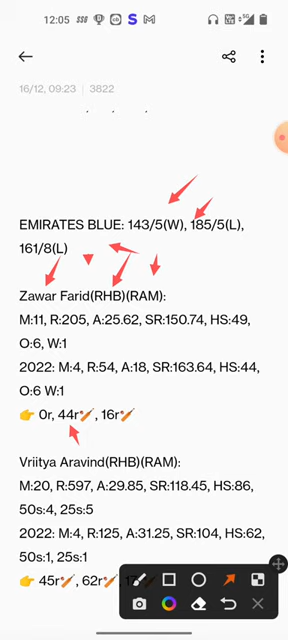 12:05
16/12, 09:23 | 3822
EMIRATES BLUE: 143/5(W), 185/5(L),
161/8(L)
Zawar Farid(RHB)(RAM):
M:11, R:205, A:25.62, SR:150.74, HS:49,
O:6, W:1
2022: M:4, R:54, A:18, SR:163.64, HS:44,
O:6 W:1
👉 0r, 44r🏏, 16r🏏
Vriitya Aravind(RHB)(RAM):
M:20, R:597, A:29.85, SR:118.45, HS:86,
50s:4, 25s:5
2022: M:4, R:125, A:31.25, SR:104, HS:62,
50s:1, 25s:1
👉 45r🏏, 62r🏏,